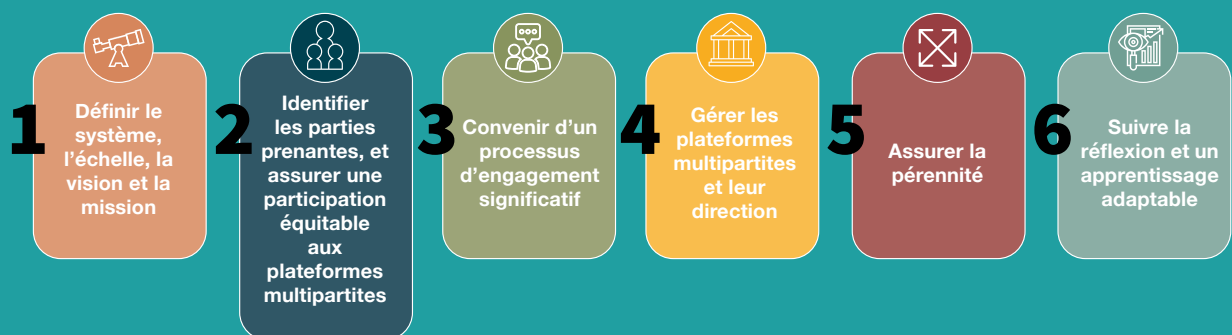 1
Définir le
système,
l’échelle, la
vision et la
mission
2
Identifier
les parties
prenantes, et
assurer une
participation
équitable
aux
plateformes
multipartites
3
Convenir d’un
processus
d’engagement
significatif
4
Gérer les
plateformes
multipartites
et leur
direction
5
Assurer la
pérennité
6
Suivre la
réflexion et un
apprentissage
adaptable